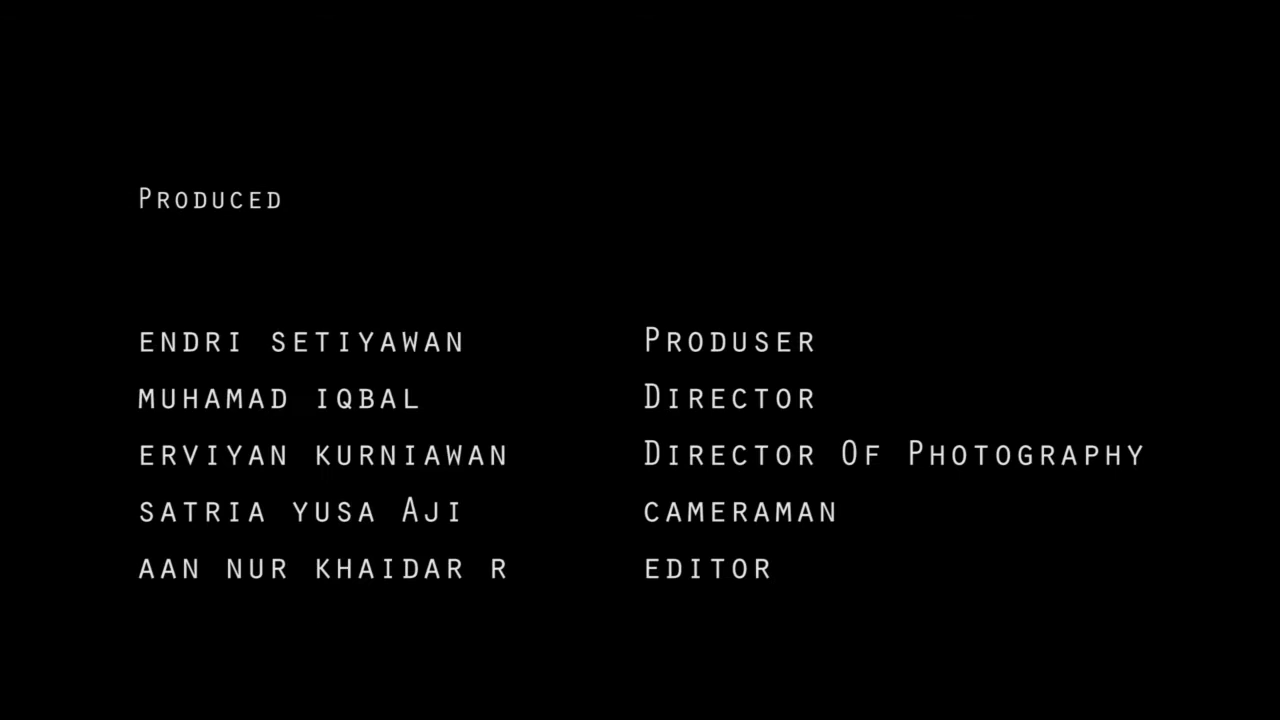 Produced
endri setiyawan Produser
muhamad iqbal Director
erviyan kurniawan Director Of Photography
satria yusa Aji cameraman
aan nur khaidar r editor